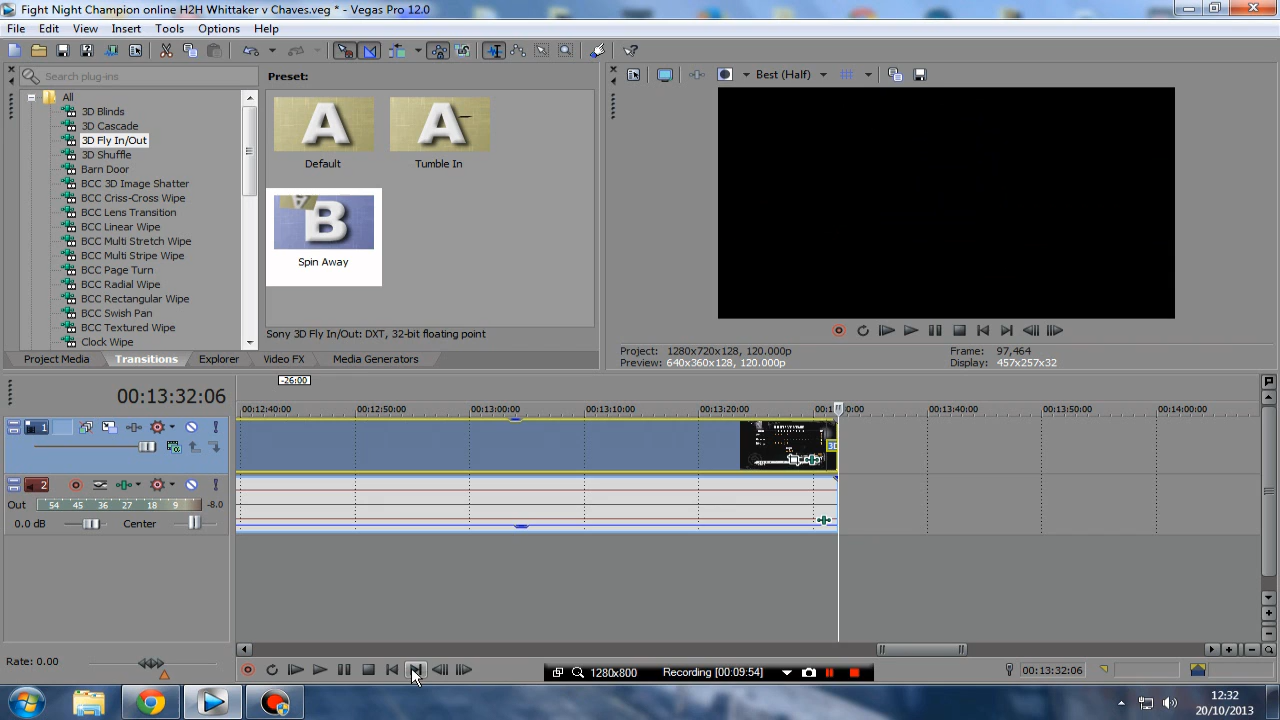 Fight Night Champion online H2H Whittaker v Chaves.veg * - Vegas Pro 12.0
File Edit View Insert Tools Options Help
Search plug-ins
Preset:
Best (Half)
All
3D Blinds
3D Cascade
3D Fly In/Out
3D Shuffle
Barn Door
BCC 3D Image Shatter
BCC Criss-Cross Wipe
BCC Lens Transition
BCC Linear Wipe
BCC Multi Stretch Wipe
BCC Multi Stripe Wipe
BCC Page Turn
BCC Radial Wipe
BCC Rectangular Wipe
BCC Swish Pan
BCC Textured Wipe
Clock Wipe
A
A
Default
Tumble In
A
B
Spin Away
Sony 3D Fly In/Out: DXT, 32-bit floating point
Project Media Transitions Explorer Video FX Media Generators
Project: 1280x720x128, 120.000p
Frame: 97,464
Preview: 640x360x128, 120.000p
Display: 457x257x32
-26:00
00:13:32:06
00:12:40:00 00:12:50:00 00:13:00:00 00:13:10:00 00:13:20:00 00:13:40:00 00:13:50:00 00:14:00:00
1
3D
2
Out 54 45 36 27 18 9 -8.0
0.0 dB Center
Rate: 0.00
1280x800 Recording [00:09:54]
00:13:32:06
12:32
20/10/2013